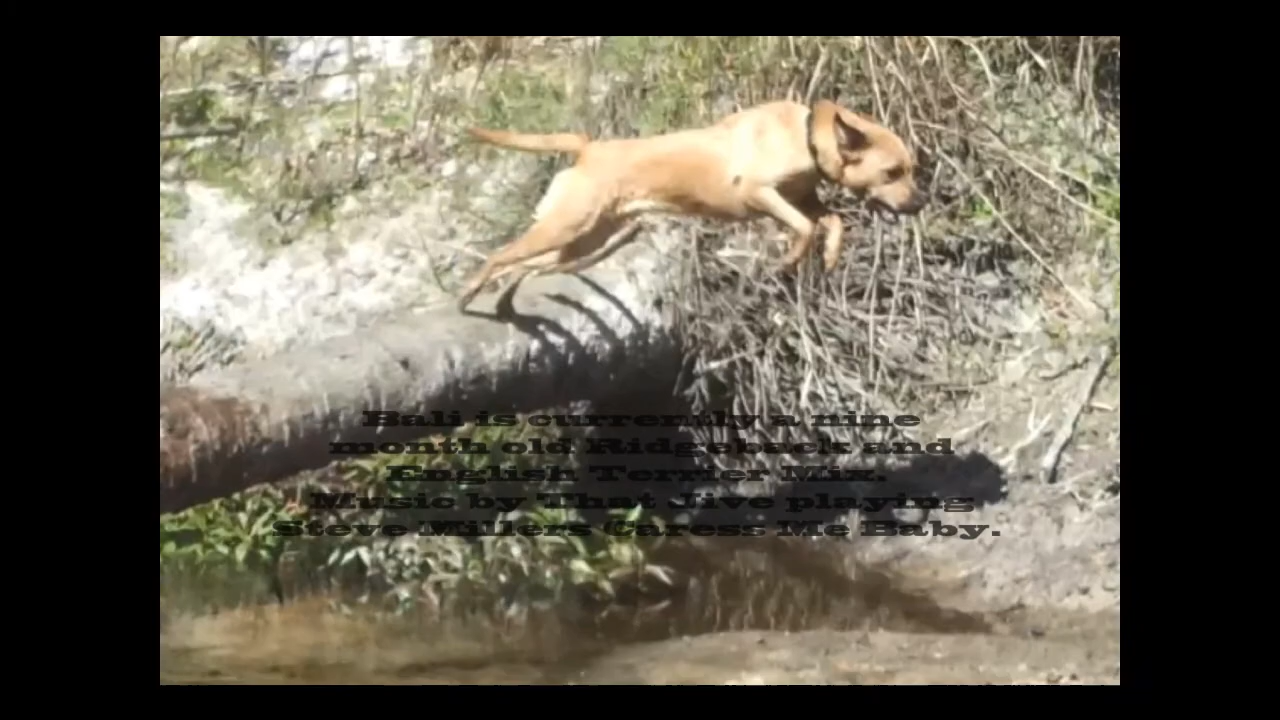 Bali is currently a nine
month old Ridgeback and
English Terrier Mix.
Music by That Jive playing
Steve Millers Caress Me Baby.